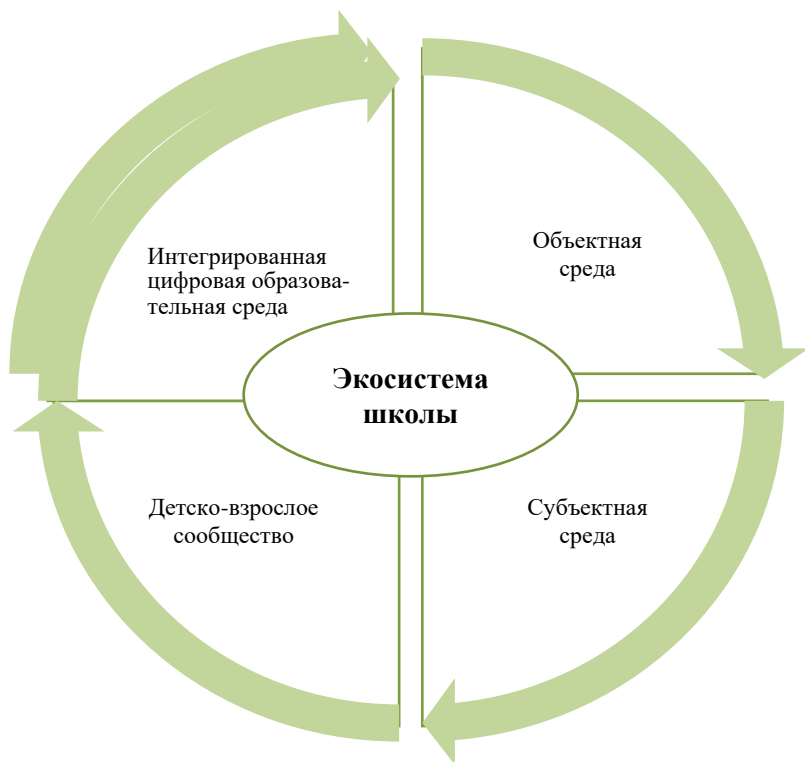 Интегрированная
цифровая образова-
тельная среда
Объектная
среда
Экосистема
школы
Детско-взрослое
сообщество
Субъектная
среда